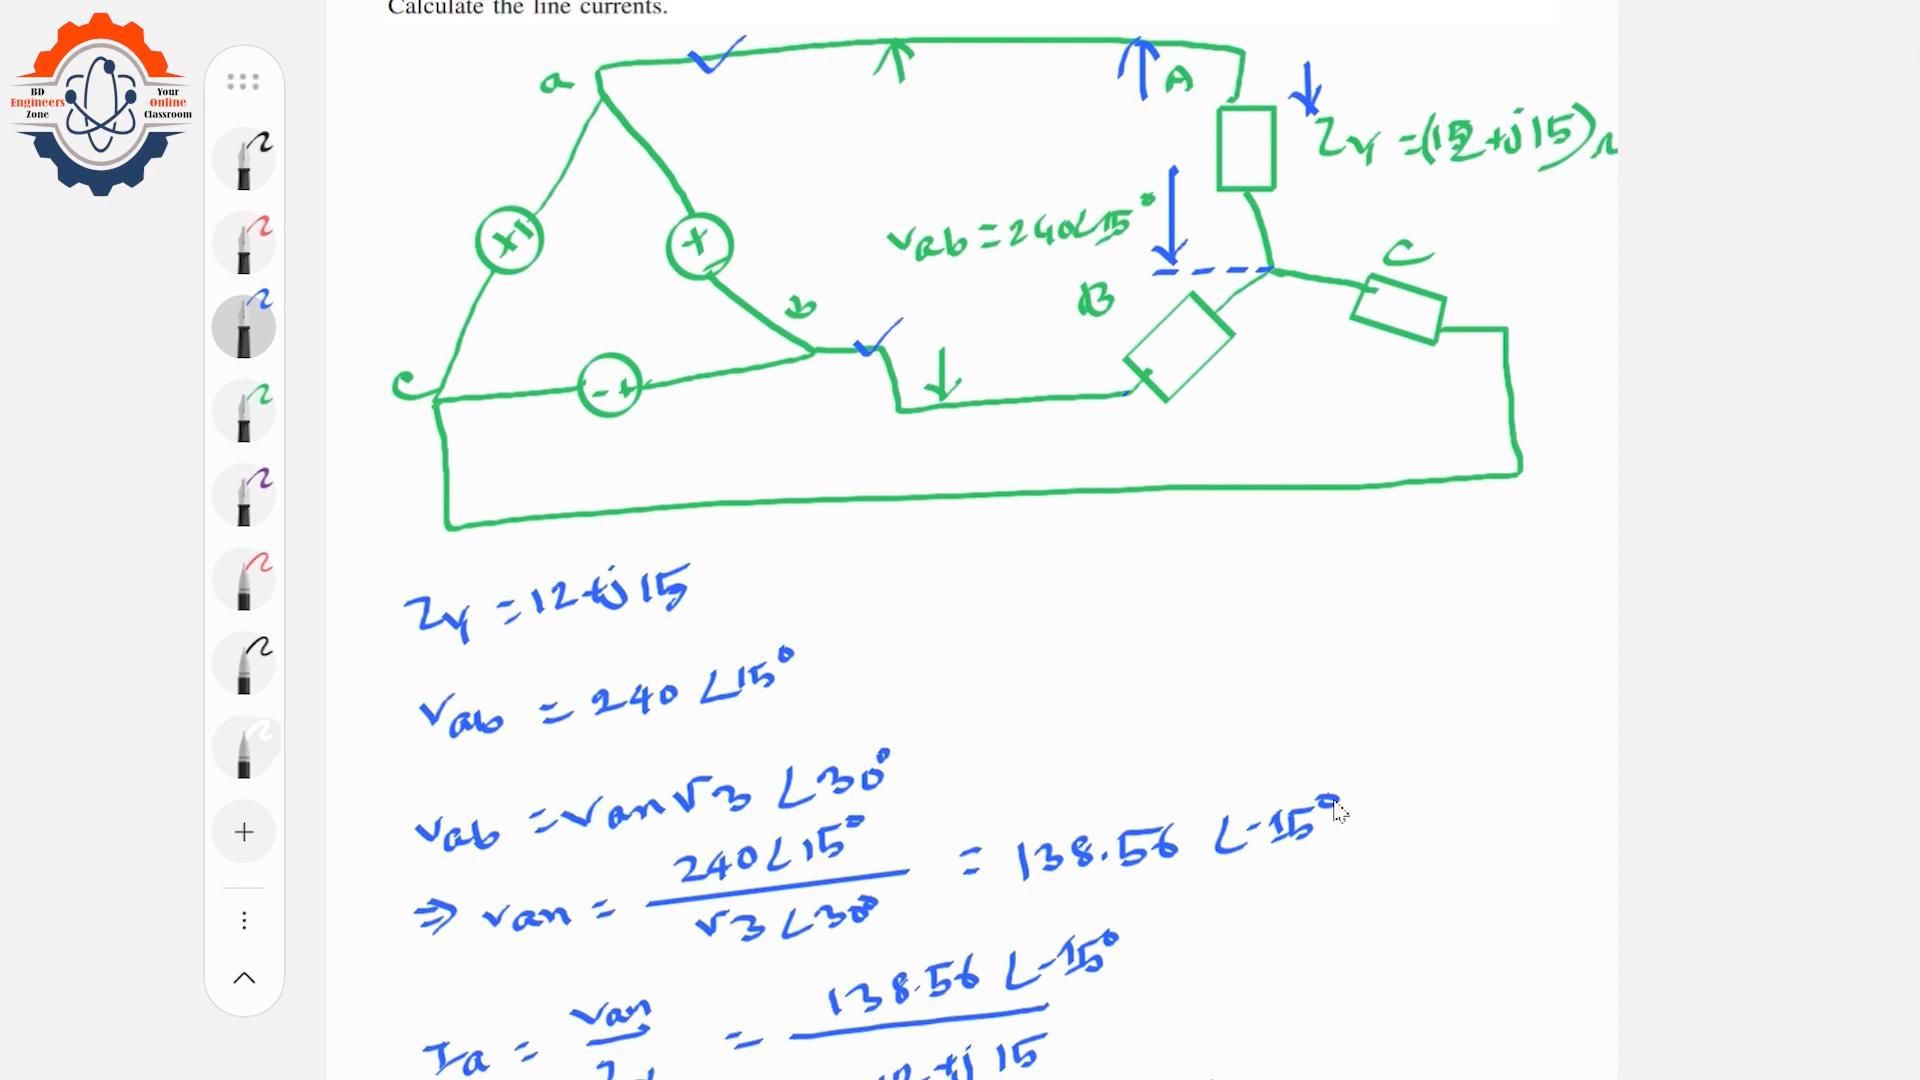 Calculate the line currents.
BD Your
Engineers Online
Zone Classroom
a
A
Zy = (12+j15)Ω
Vab = 240∠15°
C
B
b
C
- +
+
Zy = 12+j15
Vab = 240 ∠15°
Vab = Van√3 ∠30°
⇒ Van = 240∠15° / √3∠30° = 138.56 ∠-15°
Ia = Van / Zy = 138.56 ∠-15° / 12+j15